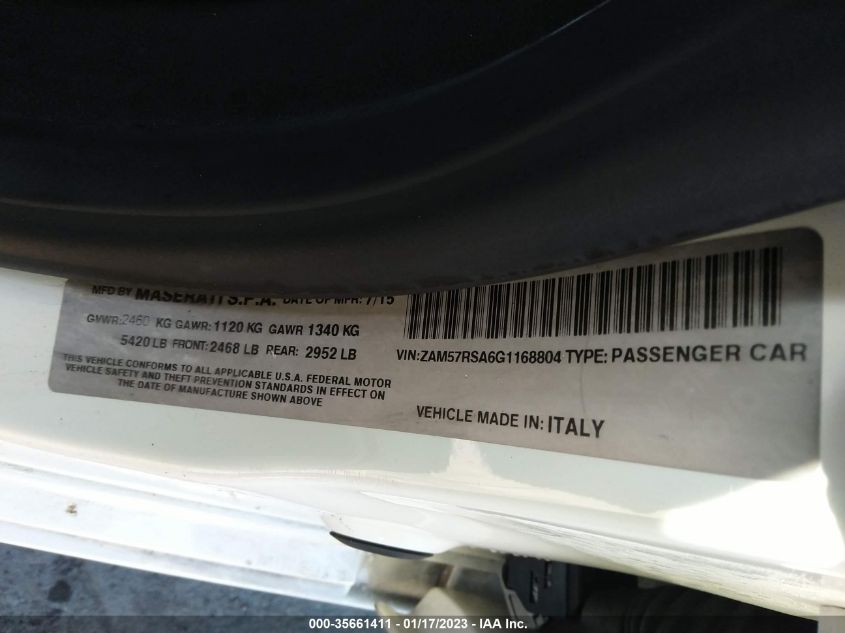 MFD BY MASERATI S.P.A. DATE OF MFR: 7/15
GVWR:2460 KG GAWR: 1120 KG GAWR 1340 KG
5420 LB FRONT: 2468 LB REAR: 2952 LB
THIS VEHICLE CONFORMS TO ALL APPLICABLE U.S.A. FEDERAL MOTOR
VEHICLE SAFETY AND THEFT PREVENTION STANDARDS IN EFFECT ON
THE DATE OF MANUFACTURE SHOWN ABOVE
VIN:ZAM57RSA6G1168804 TYPE: PASSENGER CAR
VEHICLE MADE IN: ITALY
000-35661411 — 01/17/2023 — IAA Inc.